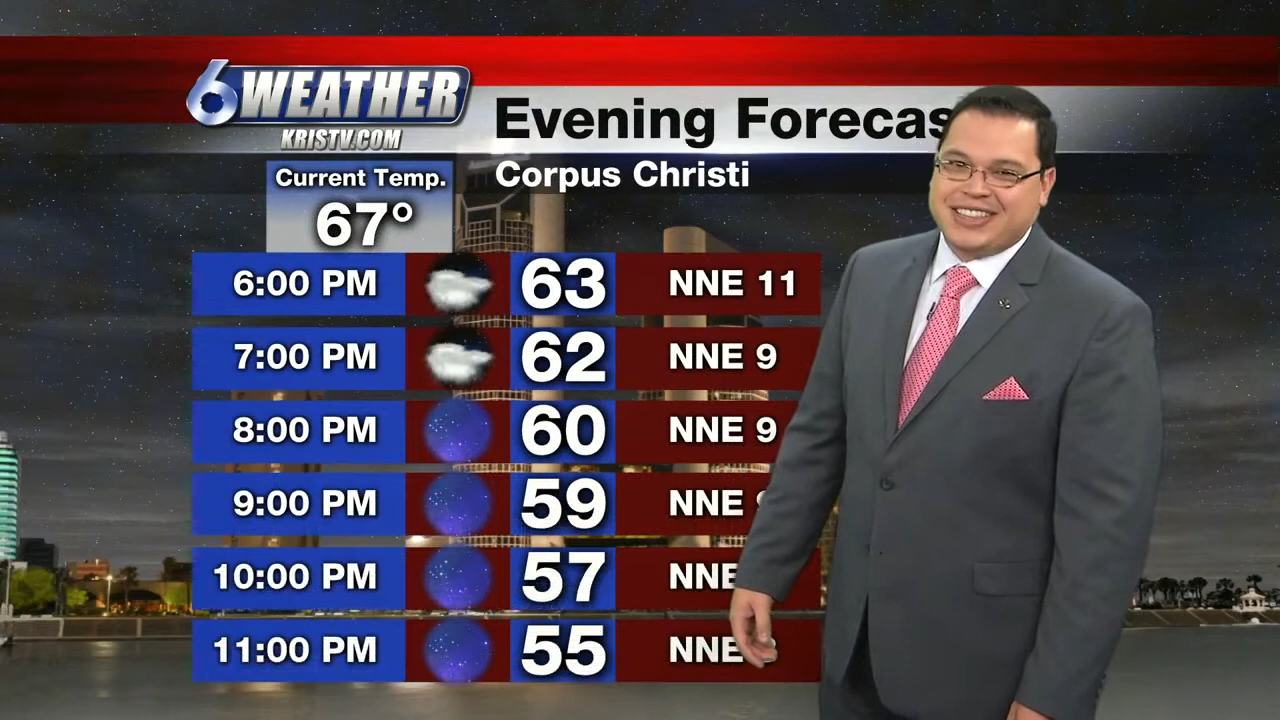 6 WEATHER
KRISTV.COM
Evening Forecas
Corpus Christi
Current Temp.
67°
6:00 PM 63 NNE 11
7:00 PM 62 NNE 9
8:00 PM 60 NNE 9
9:00 PM 59 NNE
10:00 PM 57 NNE
11:00 PM 55 NNE